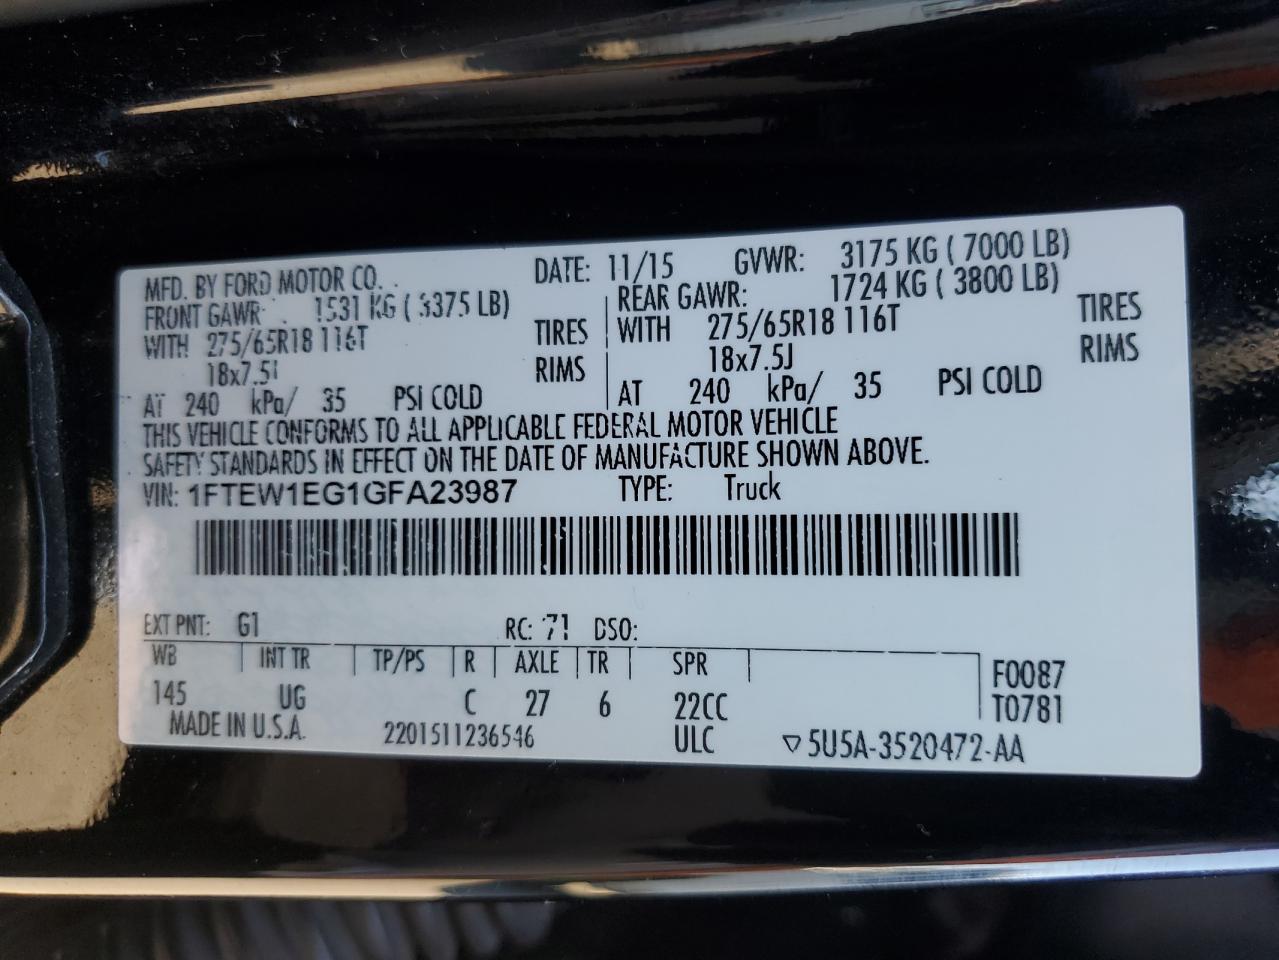 MFD. BY FORD MOTOR CO. DATE: 11/15 GVWR: 3175 KG ( 7000 LB)
FRONT GAWR: 1531 KG ( 3375 LB) REAR GAWR: 1724 KG ( 3800 LB)
WITH 275/65R18 116T TIRES WITH 275/65R18 116T TIRES
18x7.5J RIMS 18x7.5J RIMS
AT 240 kPa/ 35 PSI COLD AT 240 kPa/ 35 PSI COLD
THIS VEHICLE CONFORMS TO ALL APPLICABLE FEDERAL MOTOR VEHICLE
SAFETY STANDARDS IN EFFECT ON THE DATE OF MANUFACTURE SHOWN ABOVE.
VIN: 1FTEW1EG1GFA23987 TYPE: Truck
EXT PNT: G1 RC: 71 DSO:
WB INT TR TP/PS R AXLE TR SPR F0087
145 UG C 27 6 22CC T0781
MADE IN U.S.A. 2201511236546 ULC ▽5U5A-3520472-AA